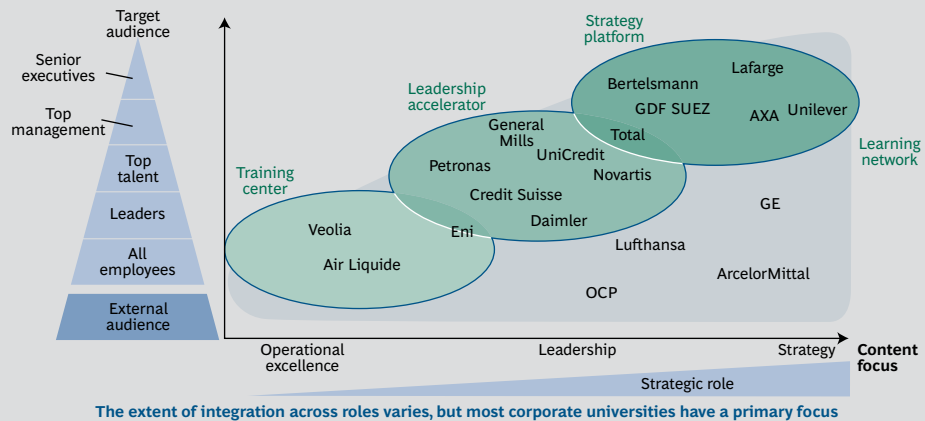 Target
audience
Senior
executives
Top
management
Top
talent
Leaders
All
employees
External
audience
Training
center
Leadership
accelerator
Strategy
platform
Learning
network
Veolia
Air Liquide
Eni
Petronas
General
Mills
UniCredit
Credit Suisse
Novartis
Daimler
Total
Bertelsmann
GDF SUEZ
Lafarge
AXA
Unilever
GE
Lufthansa
ArcelorMittal
OCP
Operational
excellence
Leadership
Strategy
Content
focus
Strategic role
The extent of integration across roles varies, but most corporate universities have a primary focus